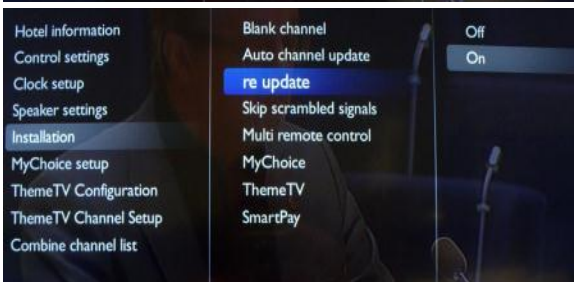 Hotel information
Control settings
Clock setup
Speaker settings
Installation
MyChoice setup
ThemeTV Configuration
ThemeTV Channel Setup
Combine channel list
Blank channel
Auto channel update
re update
Skip scrambled signals
Multi remote control
MyChoice
ThemeTV
SmartPay
Off
On